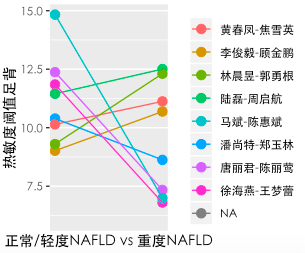 15.0
12.5
10.0
7.5
热敏度阈值足背
正常/轻度NAFLD vs 重度NAFLD
黄春凤-焦雪英
李俊毅-顾金鹏
林晨昱-郭勇根
陆磊-周启航
马斌-陈惠斌
潘尚特-郑玉林
唐丽君-陈丽莺
徐海燕-王梦蕾
NA